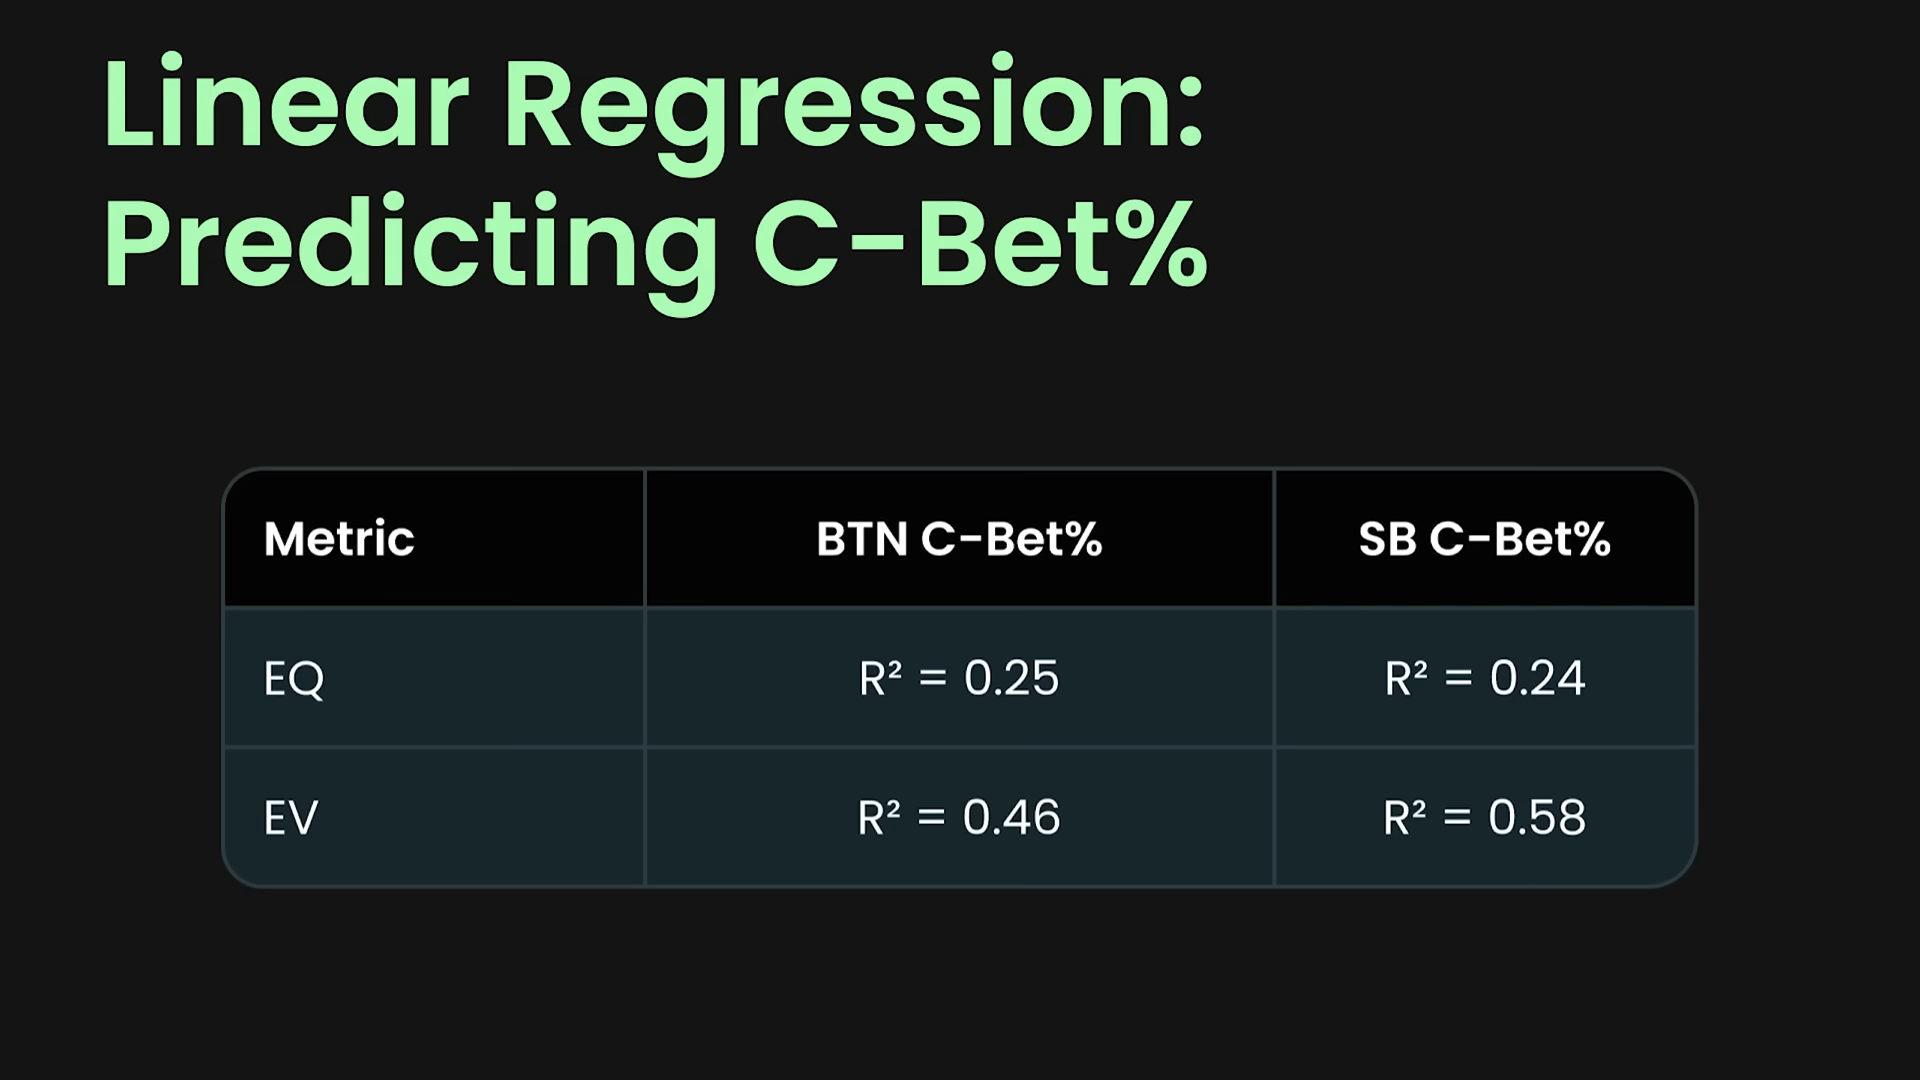 Linear Regression:
Predicting C-Bet%
Metric BTN C-Bet% SB C-Bet%
EQ R² = 0.25 R² = 0.24
EV R² = 0.46 R² = 0.58